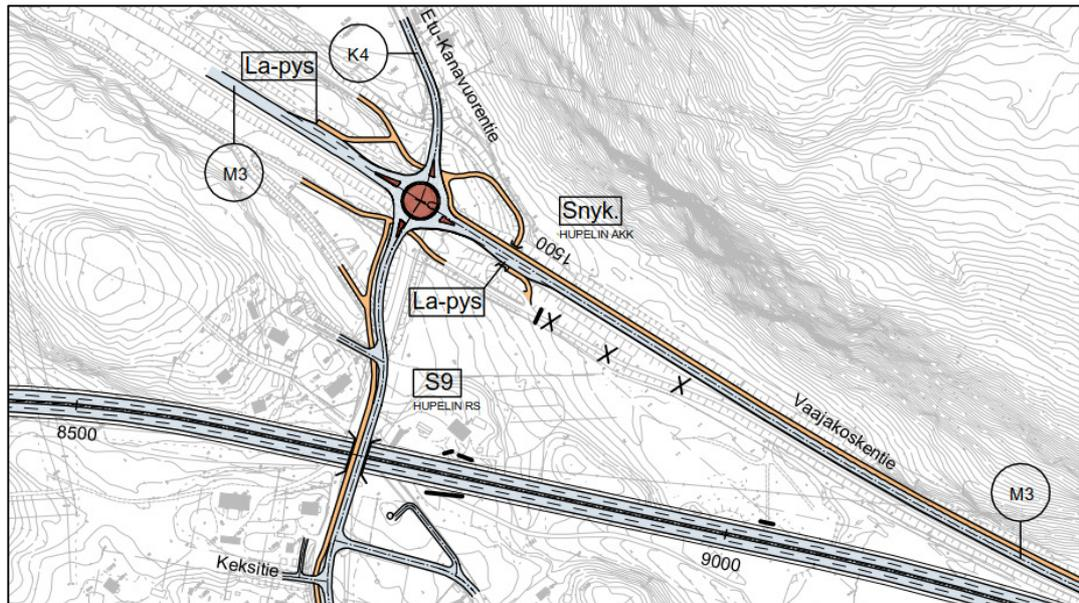 Etu-Kanavuorentie
K4
La-pys
M3
Snyk.
HUPELIN AKK
1500
La-pys
S9
HUPELIN RS
8500
Vaajakoskentie
M3
9000
Keksitie